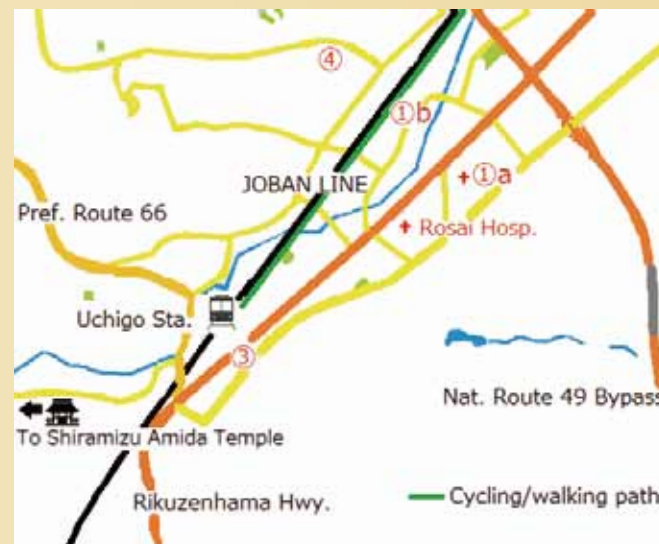 ④
①b
JOBAN LINE
①a
Pref. Route 66
Rosai Hosp.
Uchigo Sta.
③
Nat. Route 49 Bypass
To Shiramizu Amida Temple
Rikuzenhama Hwy.
Cycling/walking path